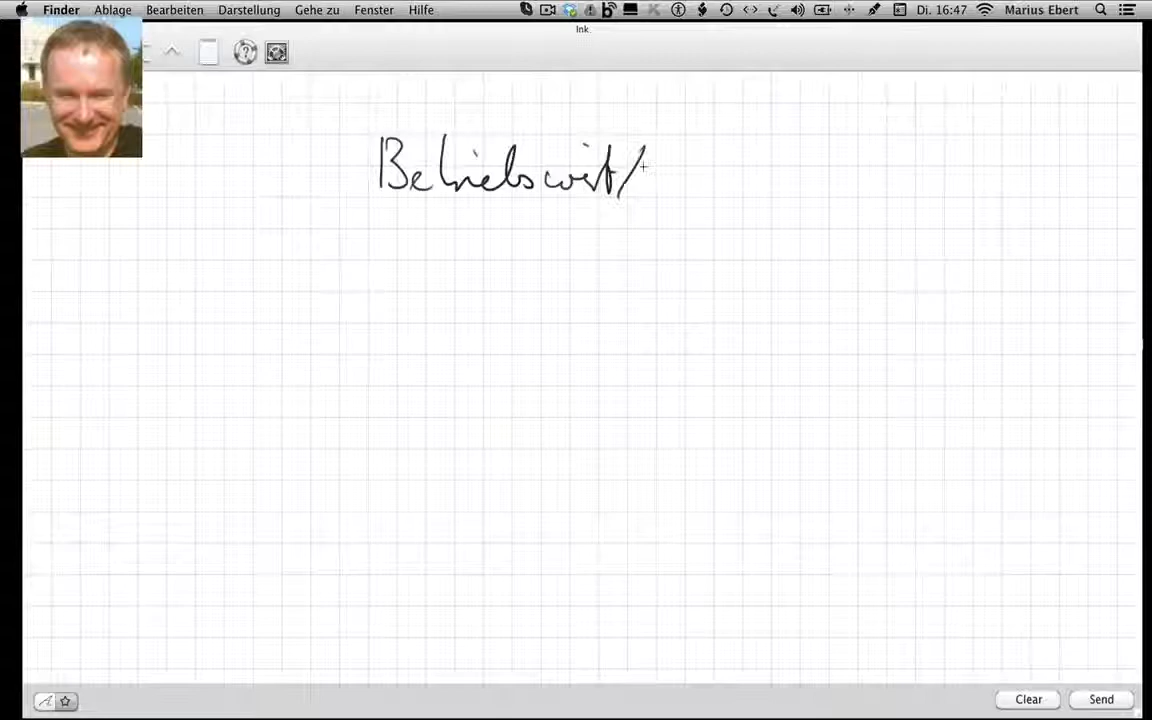 Finder Ablage Bearbeiten Darstellung Gehe zu Fenster Hilfe Di. 16:47 Marius Ebert
Ink
Betriebswirt/
Clear Send